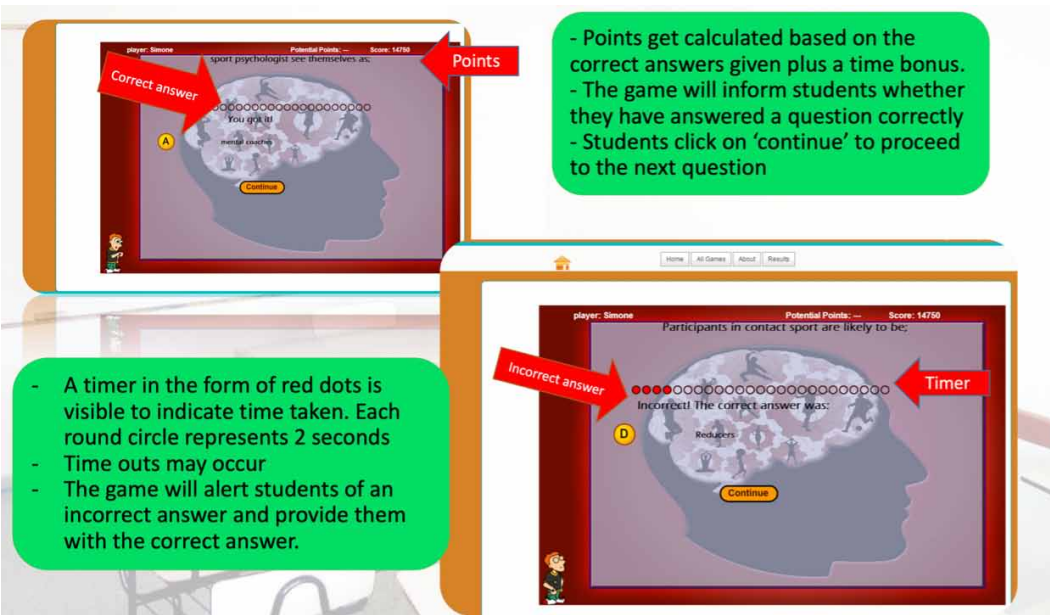 player: Simone Potential Points: --- Score: 14750
sport psychologist see themselves as;
Correct answer
Points
You got it!
A
mental coaches
Continue
- Points get calculated based on the
correct answers given plus a time bonus.
- The game will inform students whether
they have answered a question correctly
- Students click on ‘continue’ to proceed
to the next question
Home All Games About Results
player: Simone Potential Points: --- Score: 14750
Participants in contact sport are likely to be;
Incorrect answer
Timer
Incorrect! The correct answer was:
D
Reducers
Continue
- A timer in the form of red dots is
visible to indicate time taken. Each
round circle represents 2 seconds
- Time outs may occur
- The game will alert students of an
incorrect answer and provide them
with the correct answer.